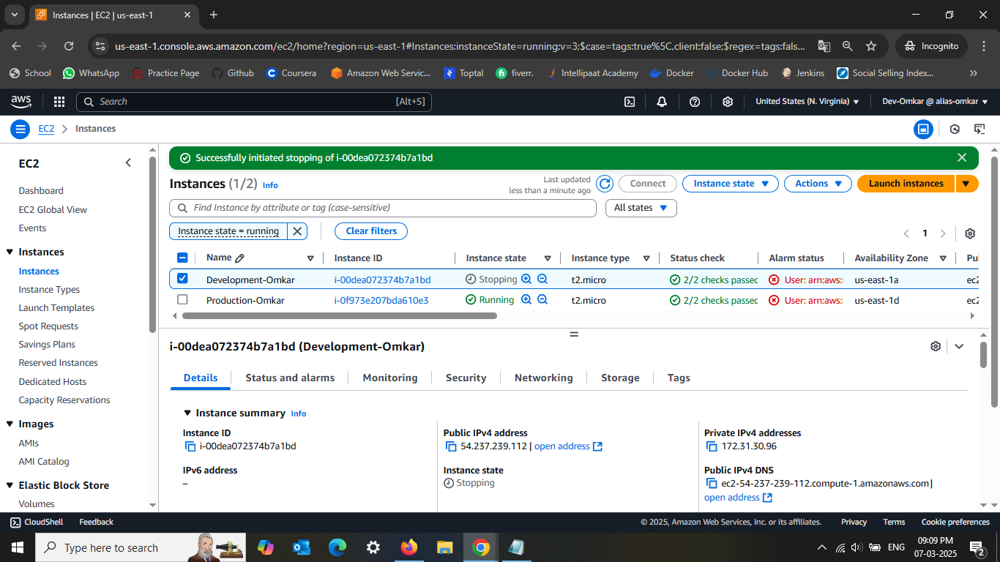 Instances | EC2 | us-east-1
us-east-1.console.aws.amazon.com/ec2/home?region=us-east-1#Instances:instanceState=running;v=3;$case=tags:true%5C,client:false;$regex=tags:fals...
Incognito
School WhatsApp Practice Page Github Coursera Amazon Web Servic... Toptal fiverr. Intellipaat Academy Docker Docker Hub Jenkins Social Selling Index...
aws Search [Alt+S] United States (N. Virginia) Dev-Omkar @ alias-omkar
EC2 Instances
EC2
Dashboard
EC2 Global View
Events
Instances
Instances
Instance Types
Launch Templates
Spot Requests
Savings Plans
Reserved Instances
Dedicated Hosts
Capacity Reservations
Images
AMIs
AMI Catalog
Elastic Block Store
Volumes
Successfully initiated stopping of i-00dea072374b7a1bd
Instances (1/2) Info
Last updated
less than a minute ago
Connect Instance state Actions Launch instances
Find Instance by attribute or tag (case-sensitive) All states
Instance state = running Clear filters 1
Name Instance ID Instance state Instance type Status check Alarm status Availability Zone Pu
Development-Omkar i-00dea072374b7a1bd Stopping t2.micro 2/2 checks passed User: arn:aws: us-east-1a ec2
Production-Omkar i-0f973e207bda610e3 Running t2.micro 2/2 checks passed User: arn:aws: us-east-1d ec2
i-00dea072374b7a1bd (Development-Omkar)
Details Status and alarms Monitoring Security Networking Storage Tags
Instance summary Info
Instance ID
i-00dea072374b7a1bd
IPv6 address
–
Public IPv4 address
54.237.239.112 | open address
Instance state
Stopping
Private IPv4 addresses
172.31.30.96
Public IPv4 DNS
ec2-54-237-239-112.compute-1.amazonaws.com |
open address
CloudShell Feedback © 2025, Amazon Web Services, Inc. or its affiliates. Privacy Terms Cookie preferences
Type here to search
ENG
09:09 PM
07-03-2025
2